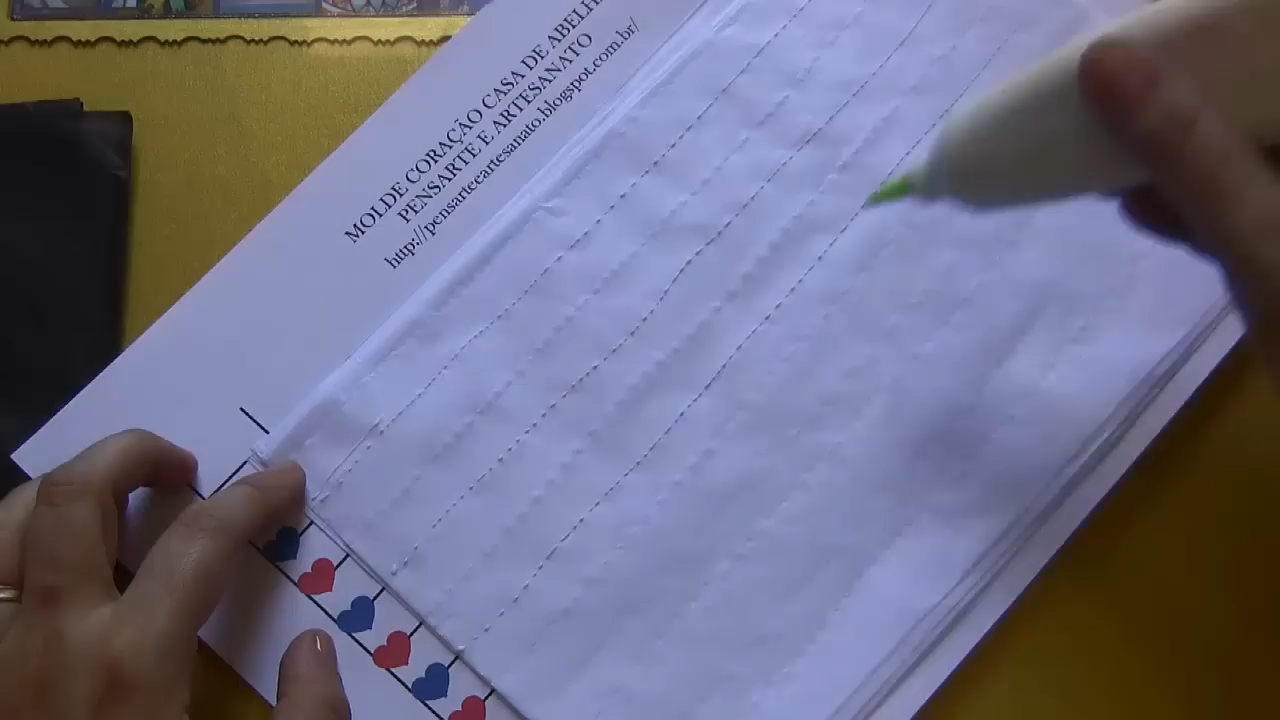 MOLDE CORAÇÃO CASA DE ABELH
PENSARTE E ARTESANATO
http://pensarteeartesanato.blogspot.com.br/